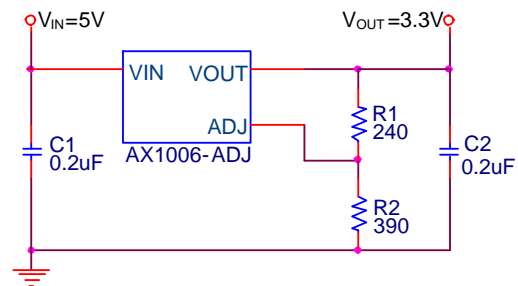 VIN=5V
VOUT=3.3V
VIN
VOUT
ADJ
AX1006-ADJ
C1
0.2uF
R1
240
C2
0.2uF
R2
390